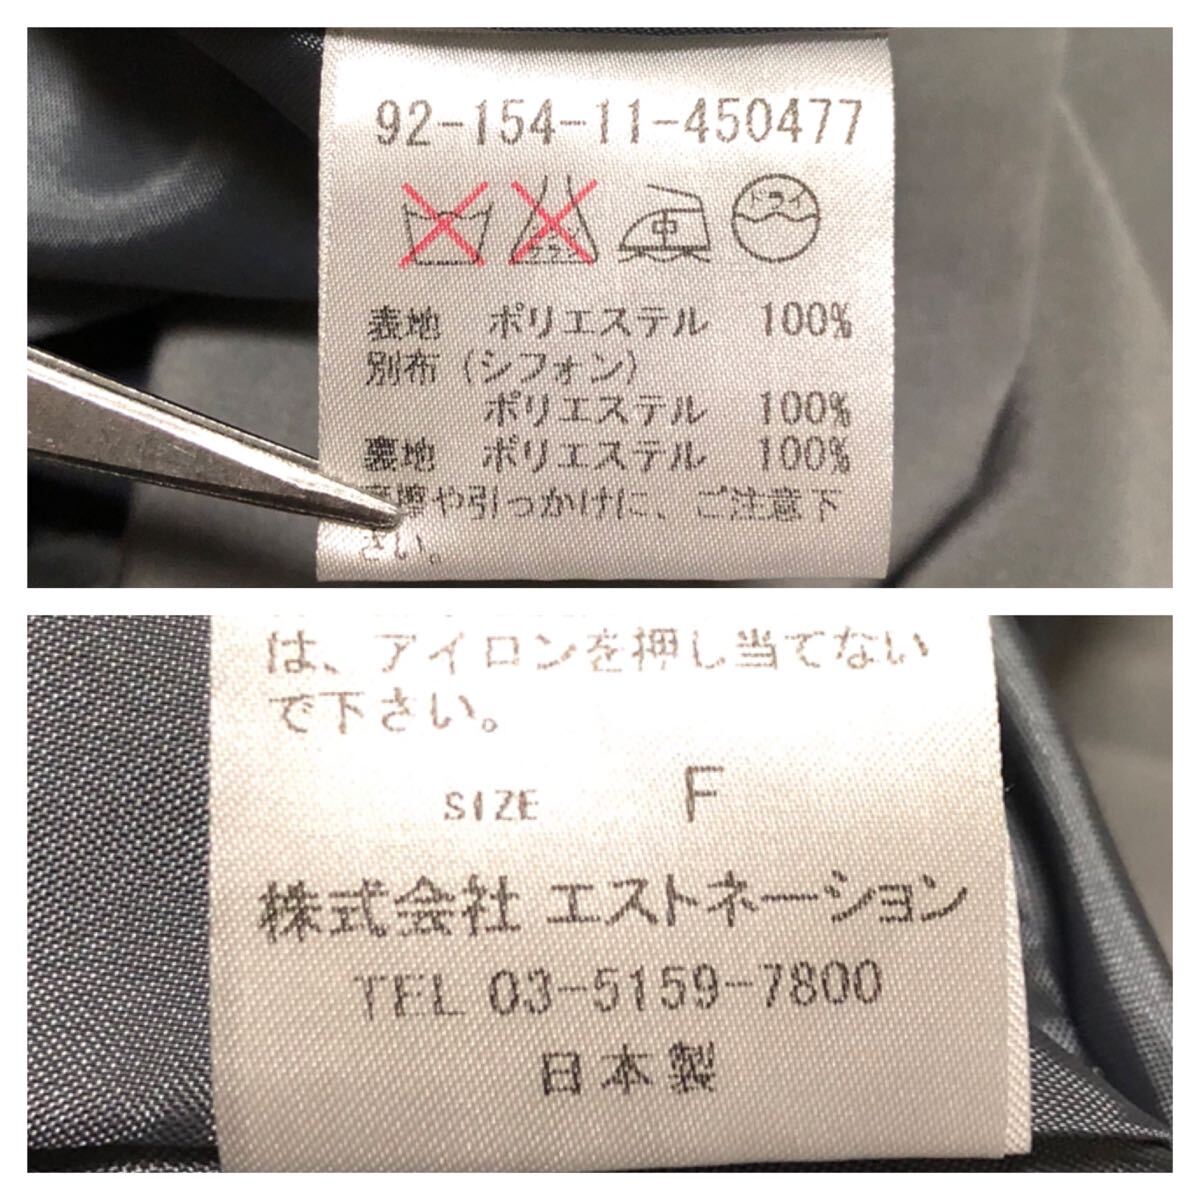 92-154-11-450477
中 ドライ
表地 ポリエステル 100%
別布(シフォン)
ポリエステル 100%
裏地 ポリエステル 100%
擦や引っかけに、ご注意下
さい。
は、アイロンを押し当てない
で下さい。
SIZE F
株式会社 エストネーション
TEL 03-5159-7800
日本製